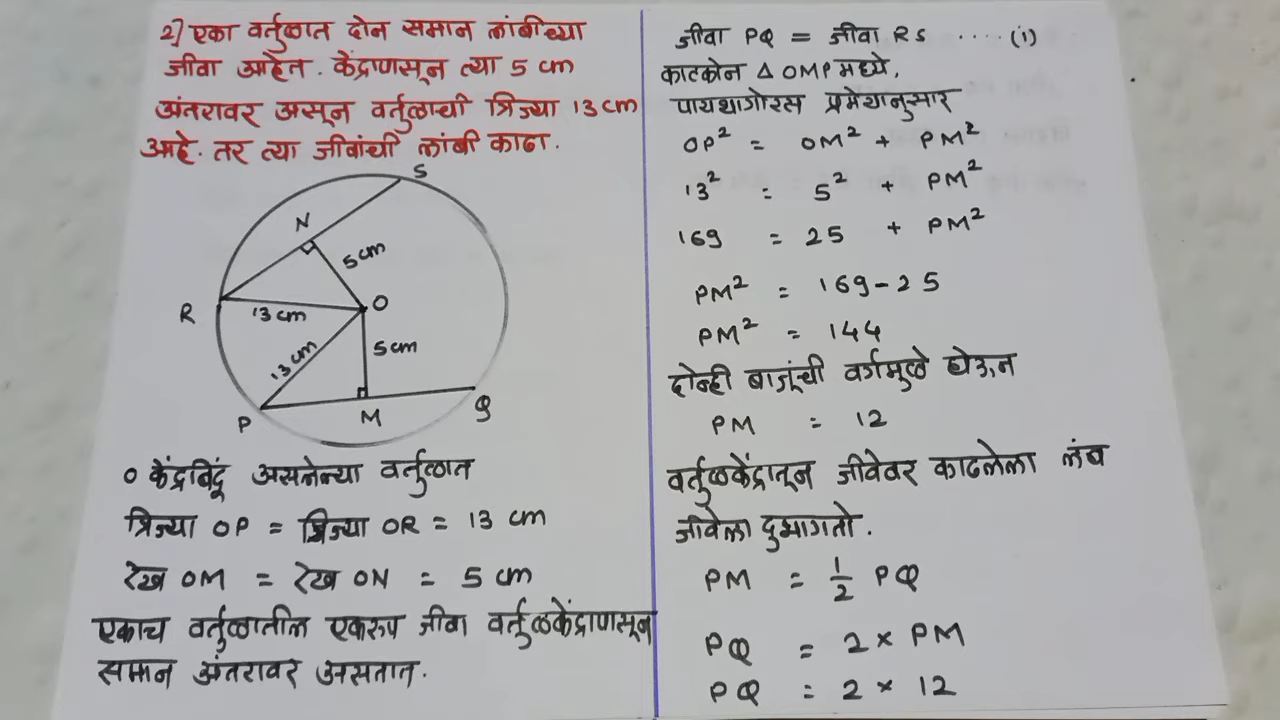 2) एका वर्तुळात दोन समान लांबीच्या
जीवा आहेत. केंद्रापासून त्या 5 cm
अंतरावर असून वर्तुळाची त्रिज्या 13 cm
आहे. तर त्या जीवांची लांबी काढा.
S
N
5 cm
R
13 cm
O
13 cm
5 cm
P
M
Q
O केंद्रबिंदू असलेल्या वर्तुळात
त्रिज्या OP = त्रिज्या OR = 13 cm
रेख OM = रेख ON = 5 cm
एकाच वर्तुळातील एकरूप जीवा वर्तुळकेंद्रापासून
समान अंतरावर असतात.
जीवा PQ = जीवा RS .... (1)
काटकोन △ OMP मध्ये,
पायथागोरस प्रमेयानुसार
OP² = OM² + PM²
13² = 5² + PM²
169 = 25 + PM²
PM² = 169 - 25
PM² = 144
दोन्ही बाजूंची वर्गमुळे घेऊन
PM = 12
वर्तुळकेंद्रातून जीवेवर काढलेला लंब
जीवेला दुभागतो.
PM = 1/2 PQ
PQ = 2 × PM
PQ = 2 × 12